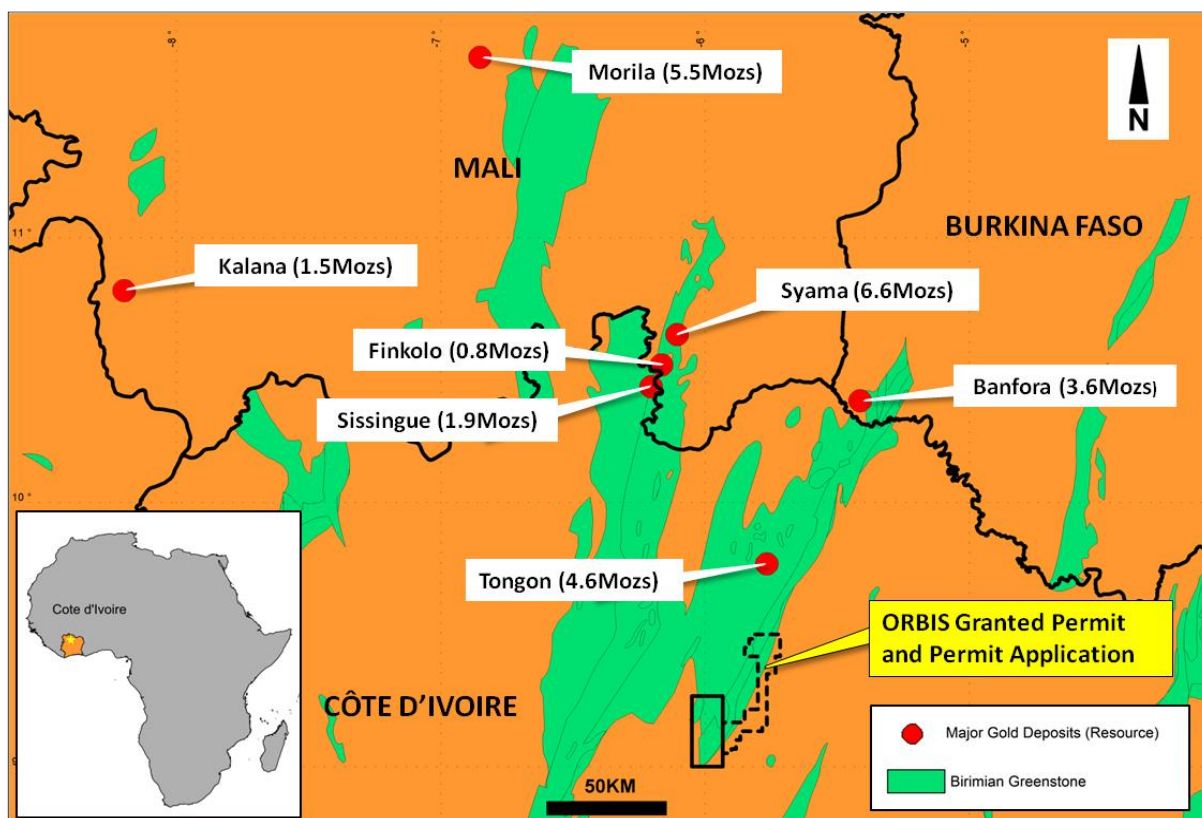 -8
-7
-6
-5
N
Morila (5.5Mozs)
MALI
11 °
BURKINA FASO
Kalana (1.5Mozs)
Syama (6.6Mozs)
Finkolo (0.8Mozs)
Banfora (3.6Mozs)
Sissingue (1.9Mozs)
10 °
Tongon (4.6Mozs)
Cote d'Ivoire
ORBIS Granted Permit
and Permit Application
CÔTE D’IVOIRE
Major Gold Deposits (Resource)
9
50KM
Birimian Greenstone